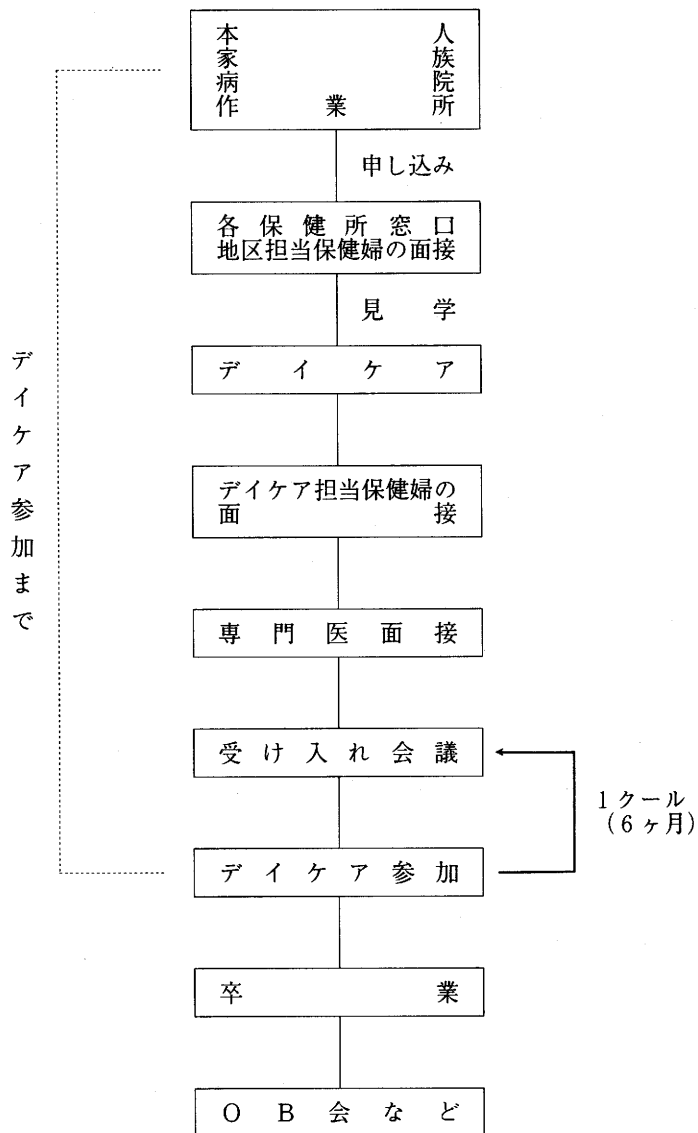 本人
家族
病院
作業所
申し込み
各保健所窓口
地区担当保健婦の面接
見学
デイケア
デイケア担当保健婦の
面接
専門医面接
受け入れ会議
1クール
(6ヶ月)
デイケア参加
卒業
OB会など
デイケア参加まで